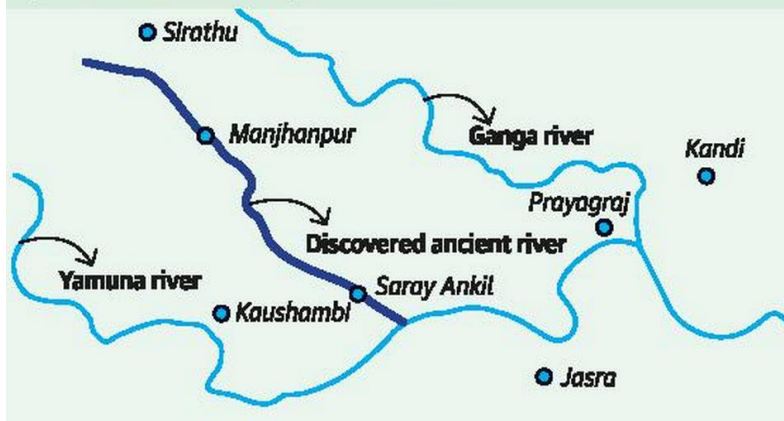 Sirathu
Manjhanpur
Ganga river
Kandi
Prayagraj
Discovered ancient river
Yamuna river
Saray Ankil
Kaushambi
Jasra